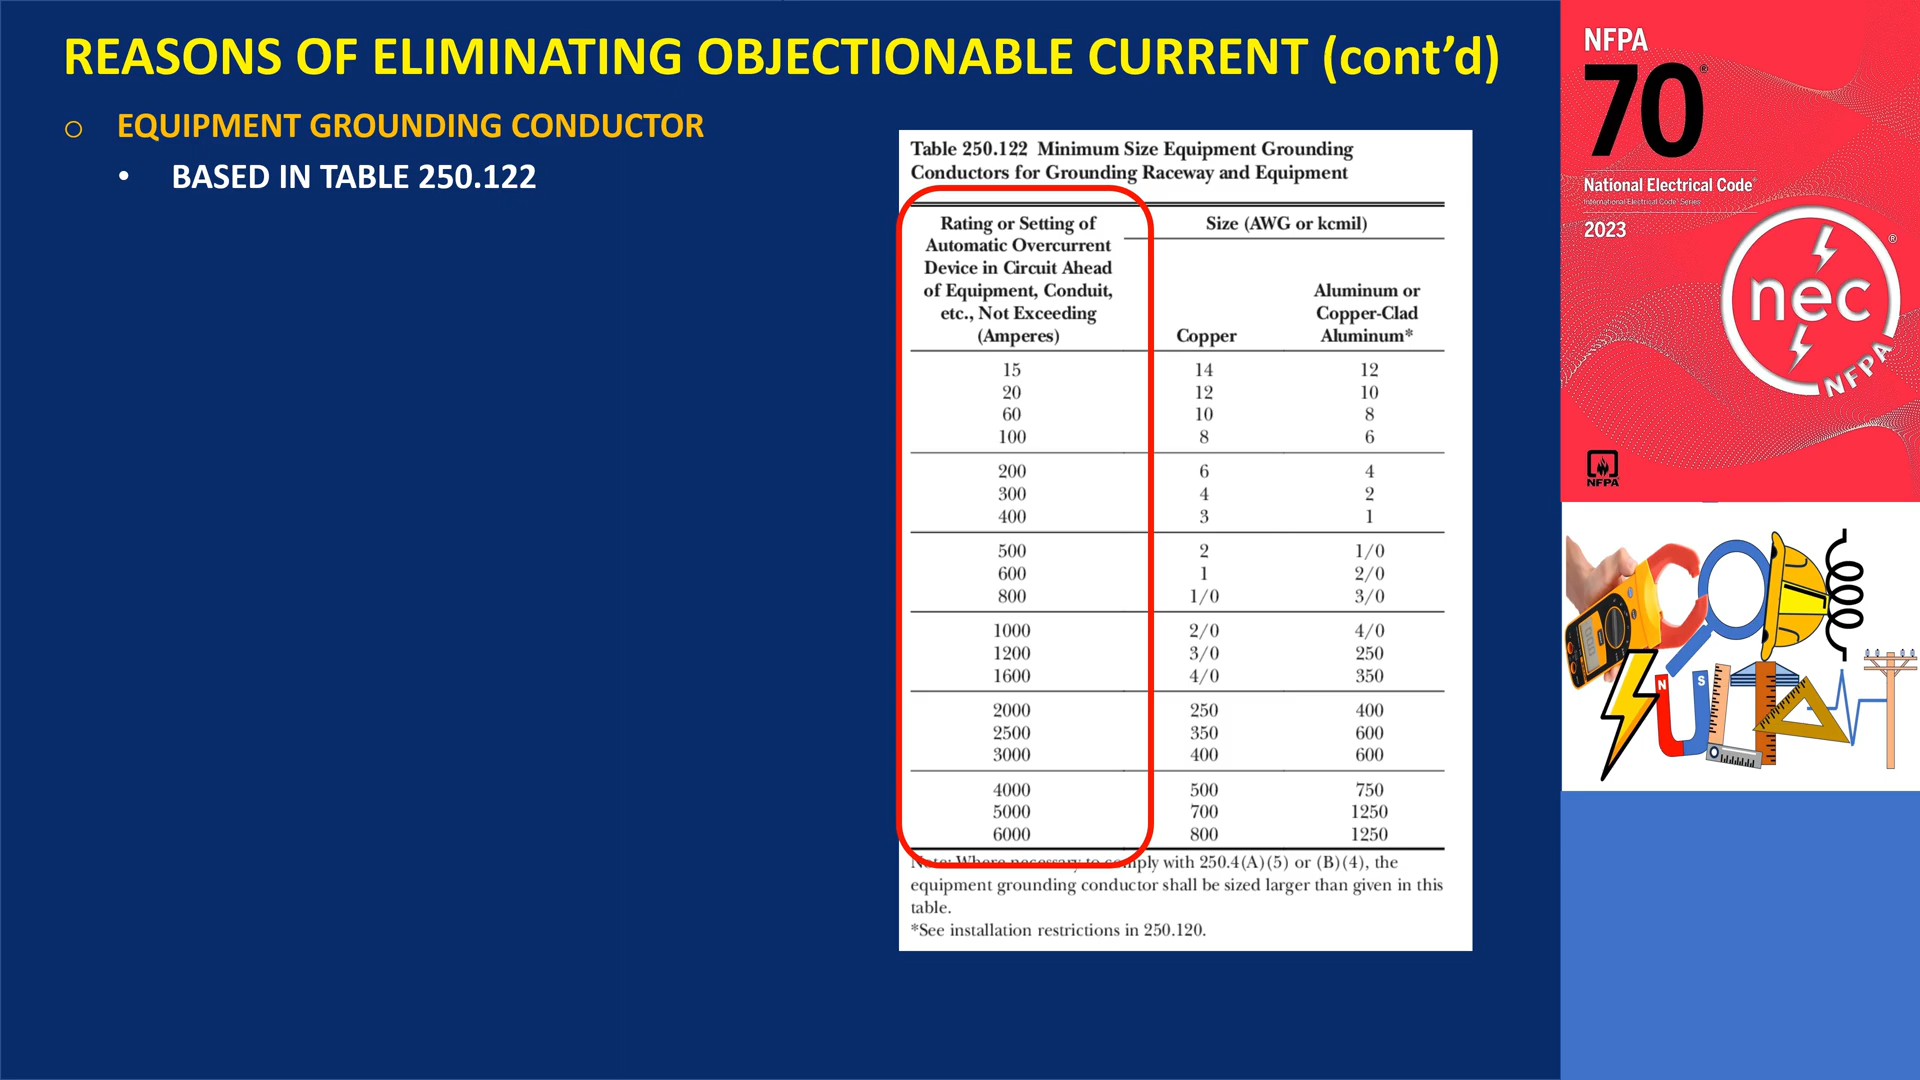 REASONS OF ELIMINATING OBJECTIONABLE CURRENT (cont’d)
o EQUIPMENT GROUNDING CONDUCTOR
• BASED IN TABLE 250.122
Table 250.122 Minimum Size Equipment Grounding
Conductors for Grounding Raceway and Equipment
Rating or Setting of
Automatic Overcurrent
Device in Circuit Ahead
of Equipment, Conduit,
etc., Not Exceeding
(Amperes)
Size (AWG or kcmil)
Copper
Aluminum or
Copper-Clad
Aluminum*
15 14 12
20 12 10
60 10 8
100 8 6
200 6 4
300 4 2
400 3 1
500 2 1/0
600 1 2/0
800 1/0 3/0
1000 2/0 4/0
1200 3/0 250
1600 4/0 350
2000 250 400
2500 350 600
3000 400 600
4000 500 750
5000 700 1250
6000 800 1250
Note: Where necessary to comply with 250.4(A)(5) or (B)(4), the
equipment grounding conductor shall be sized larger than given in this
table.
*See installation restrictions in 250.120.
NFPA
70®
National Electrical Code®
International Electrical Code® Series
2023
nec®
NFPA
NFPA
N S